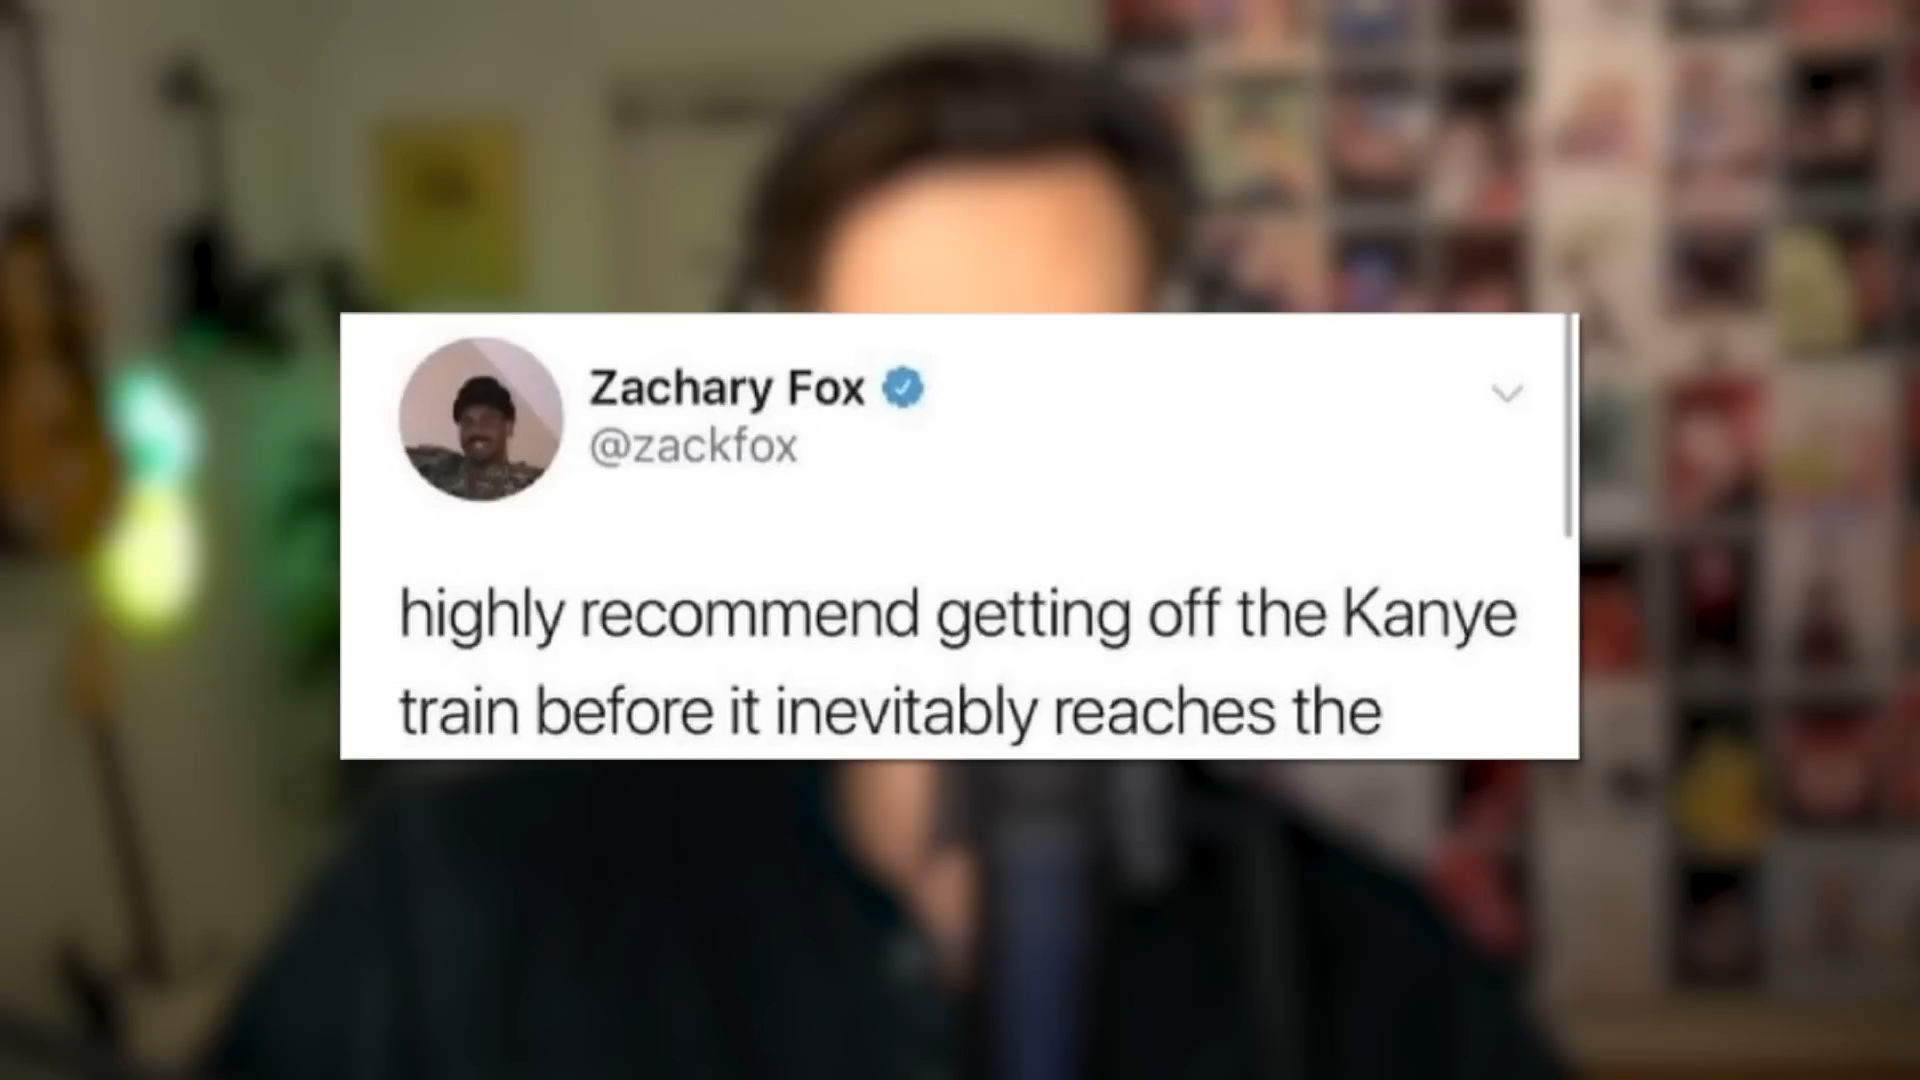 Zachary Fox
@zackfox
highly recommend getting off the Kanye
train before it inevitably reaches the